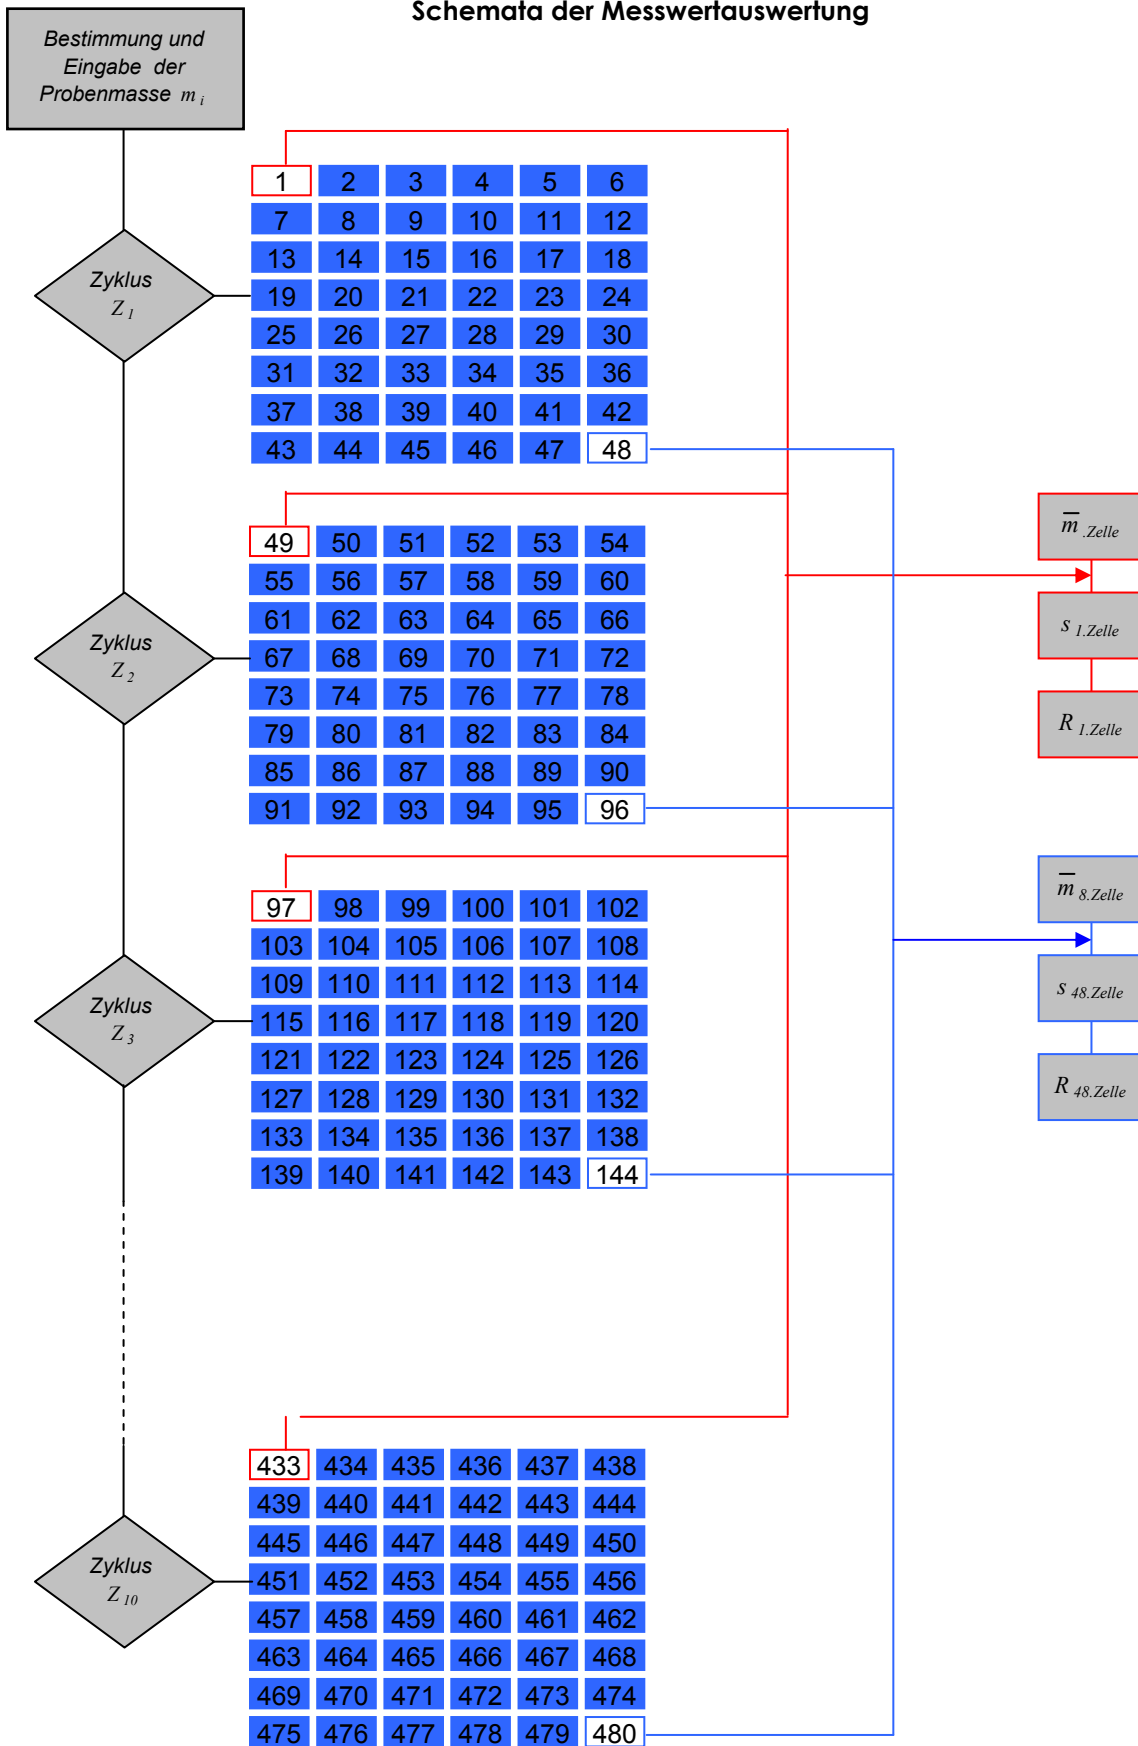 Schemata der Messwertauswertung
Bestimmung und
Eingabe der
Probenmasse m i
Zyklus
Z 1
1 2 3 4 5 6
7 8 9 10 11 12
13 14 15 16 17 18
19 20 21 22 23 24
25 26 27 28 29 30
31 32 33 34 35 36
37 38 39 40 41 42
43 44 45 46 47 48
Zyklus
Z 2
49 50 51 52 53 54
55 56 57 58 59 60
61 62 63 64 65 66
67 68 69 70 71 72
73 74 75 76 77 78
79 80 81 82 83 84
85 86 87 88 89 90
91 92 93 94 95 96
m̅ .Zelle
s 1.Zelle
R 1.Zelle
Zyklus
Z 3
97 98 99 100 101 102
103 104 105 106 107 108
109 110 111 112 113 114
115 116 117 118 119 120
121 122 123 124 125 126
127 128 129 130 131 132
133 134 135 136 137 138
139 140 141 142 143 144
m̅ 8.Zelle
s 48.Zelle
R 48.Zelle
Zyklus
Z 10
433 434 435 436 437 438
439 440 441 442 443 444
445 446 447 448 449 450
451 452 453 454 455 456
457 458 459 460 461 462
463 464 465 466 467 468
469 470 471 472 473 474
475 476 477 478 479 480